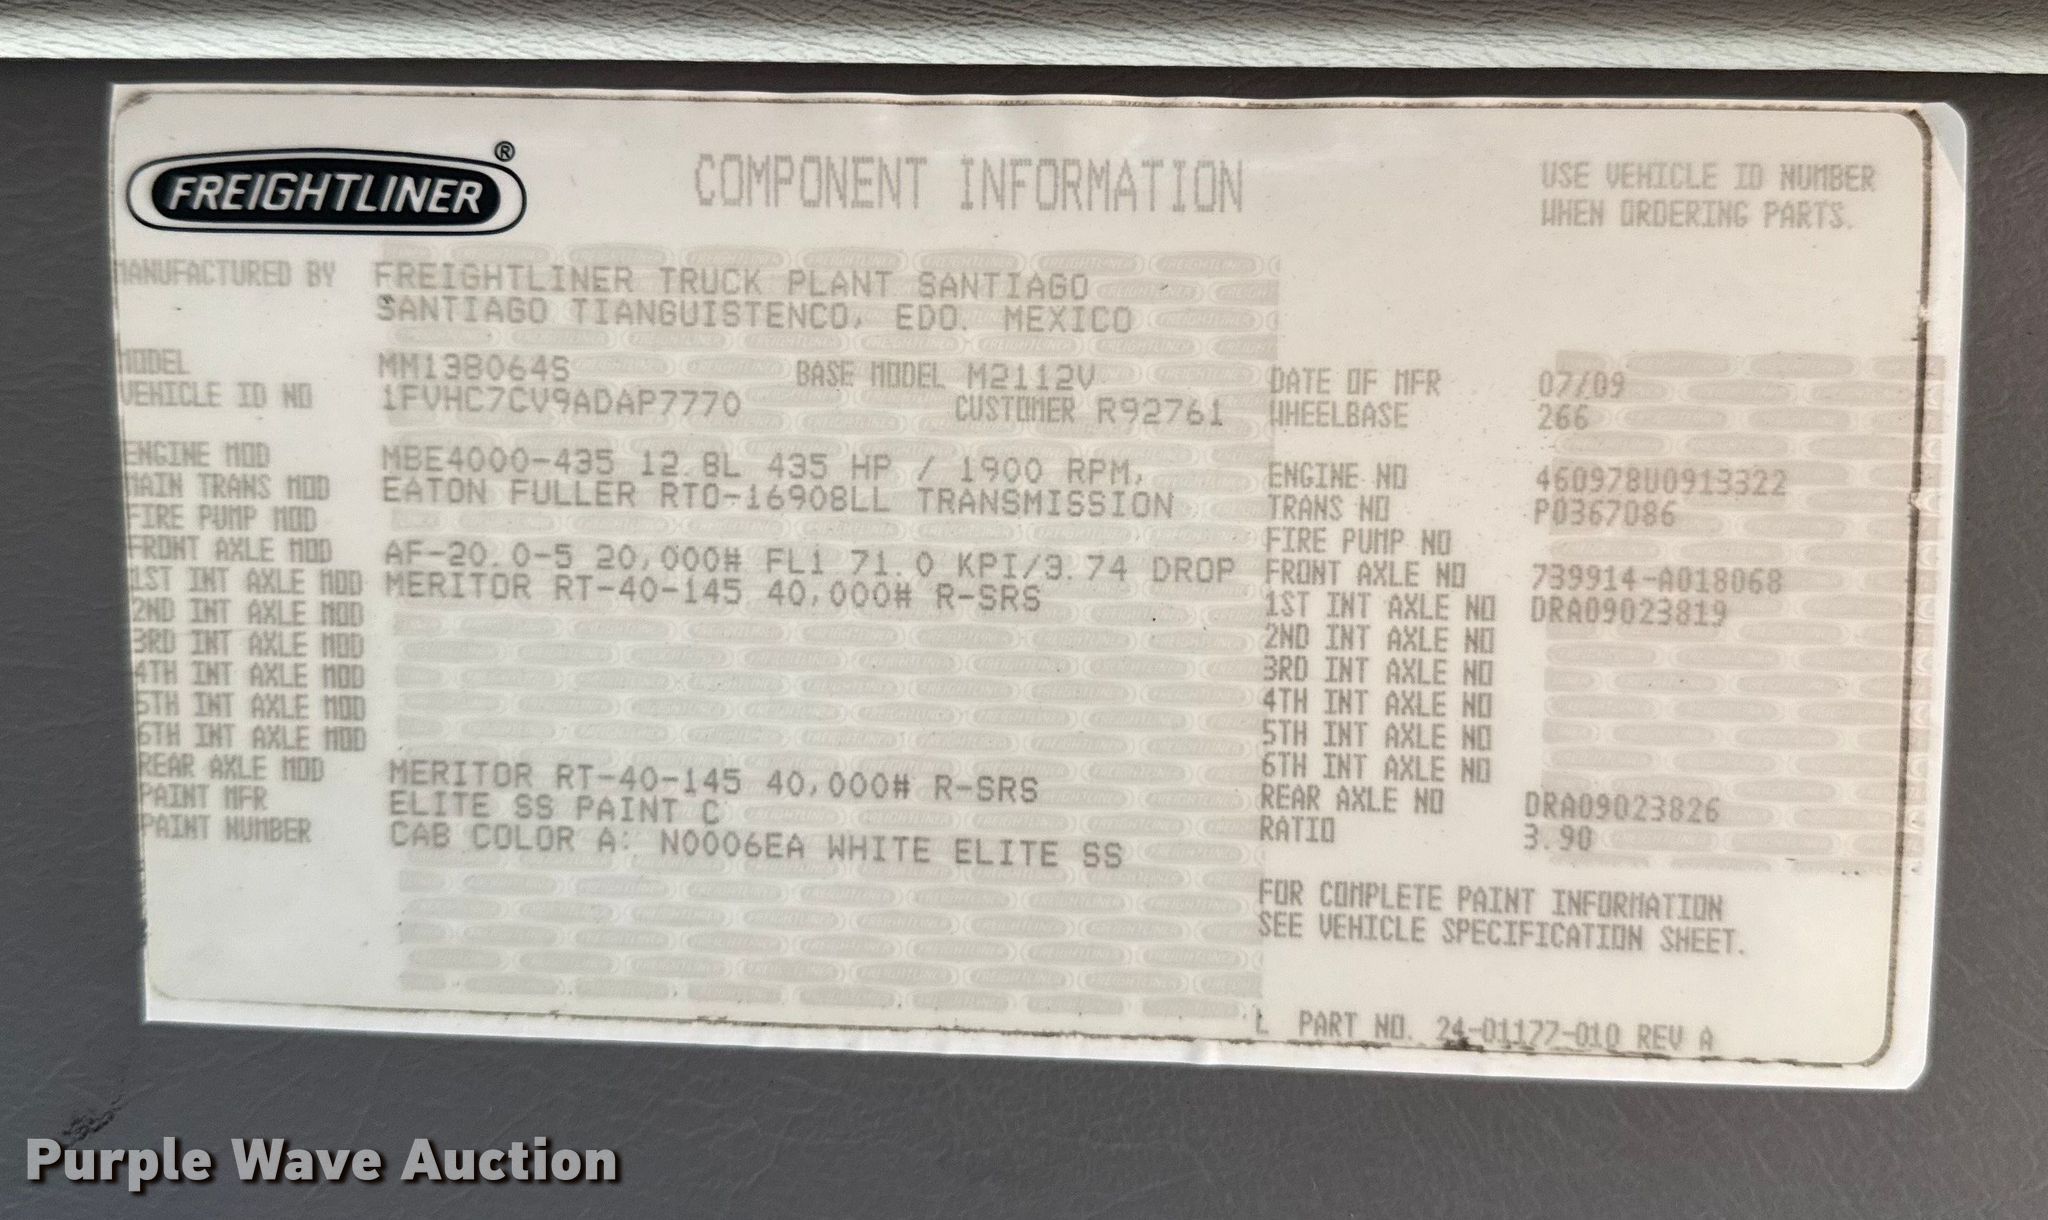 FREIGHTLINER ®
COMPONENT INFORMATION
USE VEHICLE ID NUMBER
WHEN ORDERING PARTS.
MANUFACTURED BY FREIGHTLINER TRUCK PLANT SANTIAGO
SANTIAGO TIANGUISTENCO, EDO. MEXICO
MODEL MM138064S BASE MODEL M2112V DATE OF MFR 07/09
VEHICLE ID NO 1FVHC7CV9ADAP7770 CUSTOMER R92761 WHEELBASE 266
ENGINE MOD MBE4000-435 12.8L 435 HP / 1900 RPM, ENGINE NO 460978U0913322
MAIN TRANS MOD EATON FULLER RTO-16908LL TRANSMISSION TRANS NO P0367086
FIRE PUMP MOD FIRE PUMP NO
FRONT AXLE MOD AF-20.0-5 20,000# FL1 71.0 KPI/3.74 DROP FRONT AXLE NO 739914-A018068
1ST INT AXLE MOD MERITOR RT-40-145 40,000# R-SRS 1ST INT AXLE NO DRA09023819
2ND INT AXLE MOD 2ND INT AXLE NO
3RD INT AXLE MOD 3RD INT AXLE NO
4TH INT AXLE MOD 4TH INT AXLE NO
5TH INT AXLE MOD 5TH INT AXLE NO
6TH INT AXLE MOD 6TH INT AXLE NO
REAR AXLE MOD MERITOR RT-40-145 40,000# R-SRS REAR AXLE NO DRA09023826
PAINT MFR ELITE SS PAINT C RATIO 3.90
PAINT NUMBER CAB COLOR A: N0006EA WHITE ELITE SS
FOR COMPLETE PAINT INFORMATION
SEE VEHICLE SPECIFICATION SHEET.
L PART NO. 24-01177-010 REV A
Purple Wave Auction